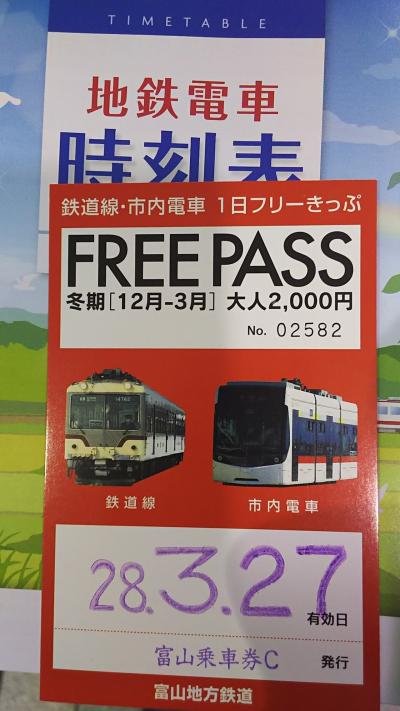 TIMETABLE
地鉄電車
時刻表
鉄道線・市内電車 1日フリーきっぷ
FREE PASS
冬期[12月-3月] 大人2,000円
No. 02582
鉄道線
市内電車
28.3.27
有効日
富山乗車券C 発行
富山地方鉄道